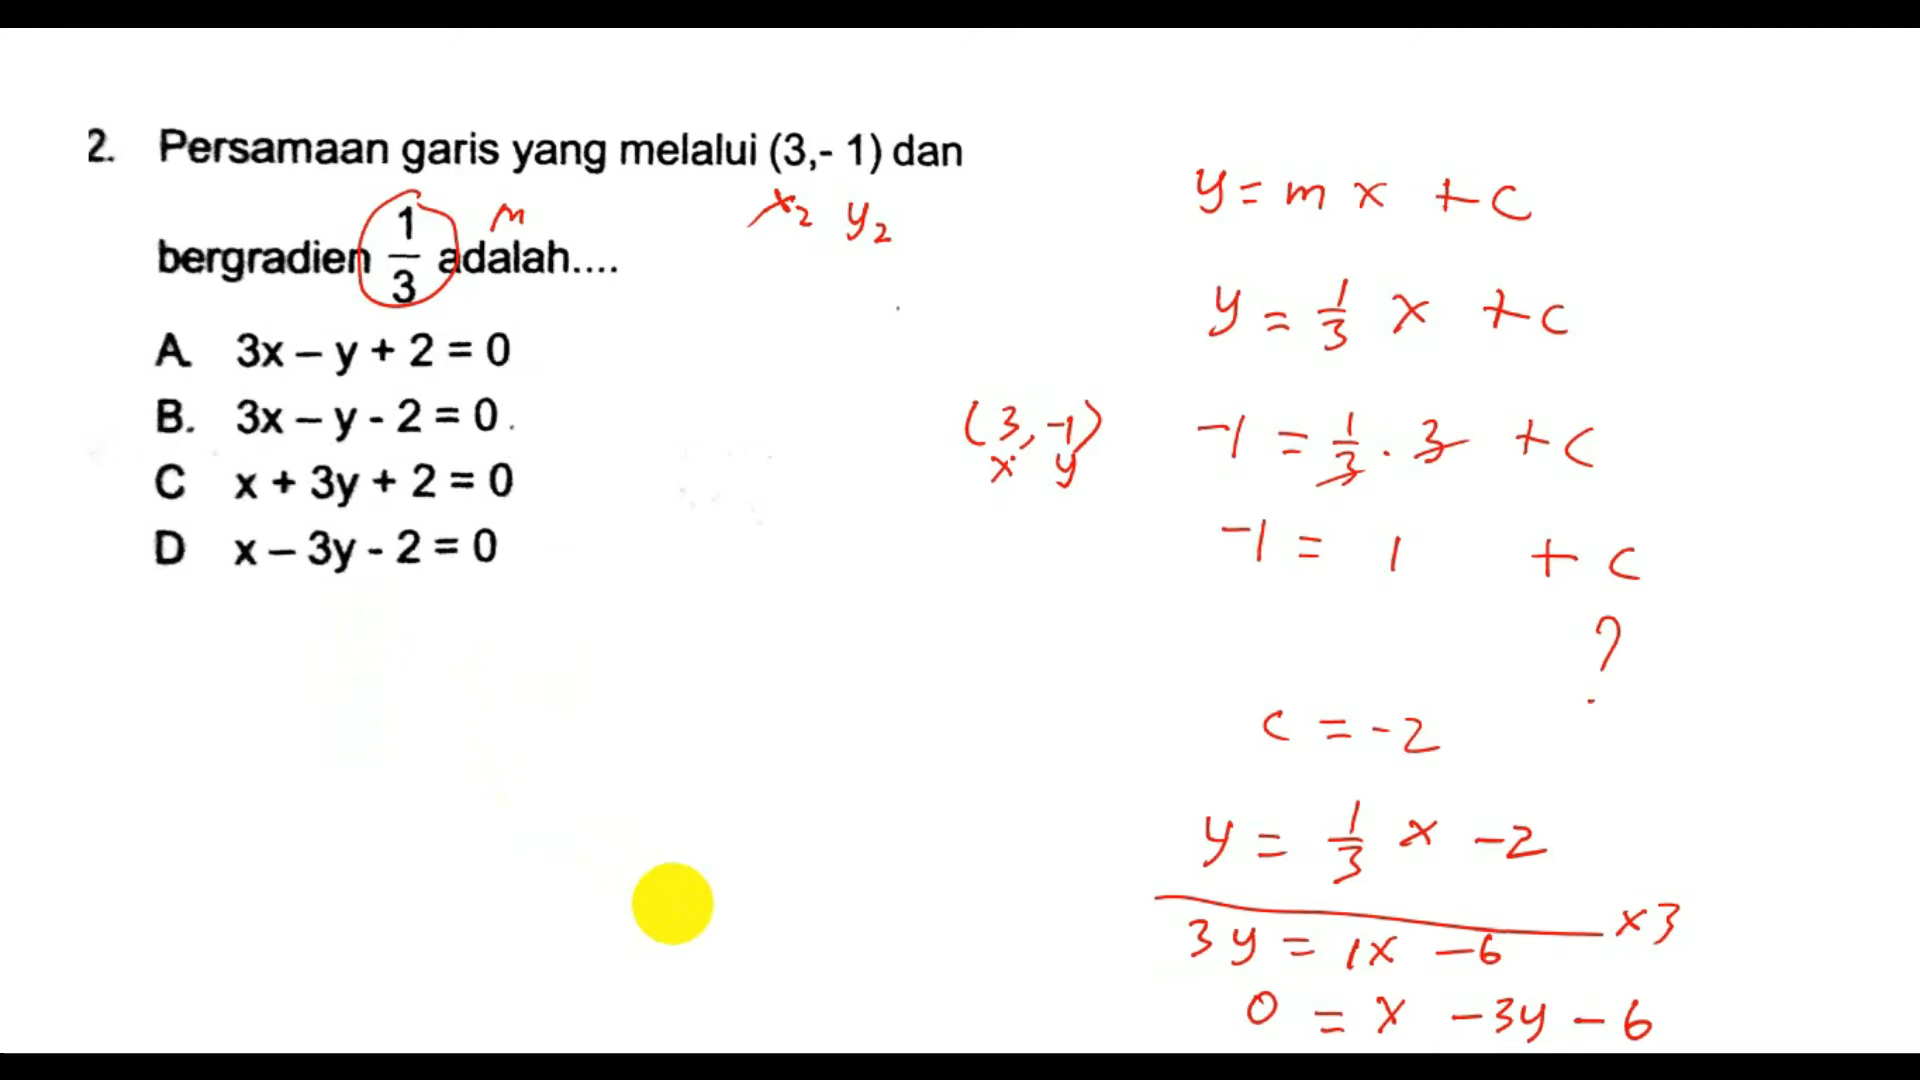 2. Persamaan garis yang melalui (3,- 1) dan
x₂ y₂
bergradien 1/3 adalah....
m
A. 3x – y + 2 = 0
B. 3x – y - 2 = 0
C x + 3y + 2 = 0
D x – 3y - 2 = 0
y = m x + c
y = 1/3 x + c
(3, -1)
x y
-1 = 1/3 . 3 + c
-1 = 1 + c
?
c = -2
y = 1/3 x - 2
x 3
3y = 1x - 6
0 = x - 3y - 6